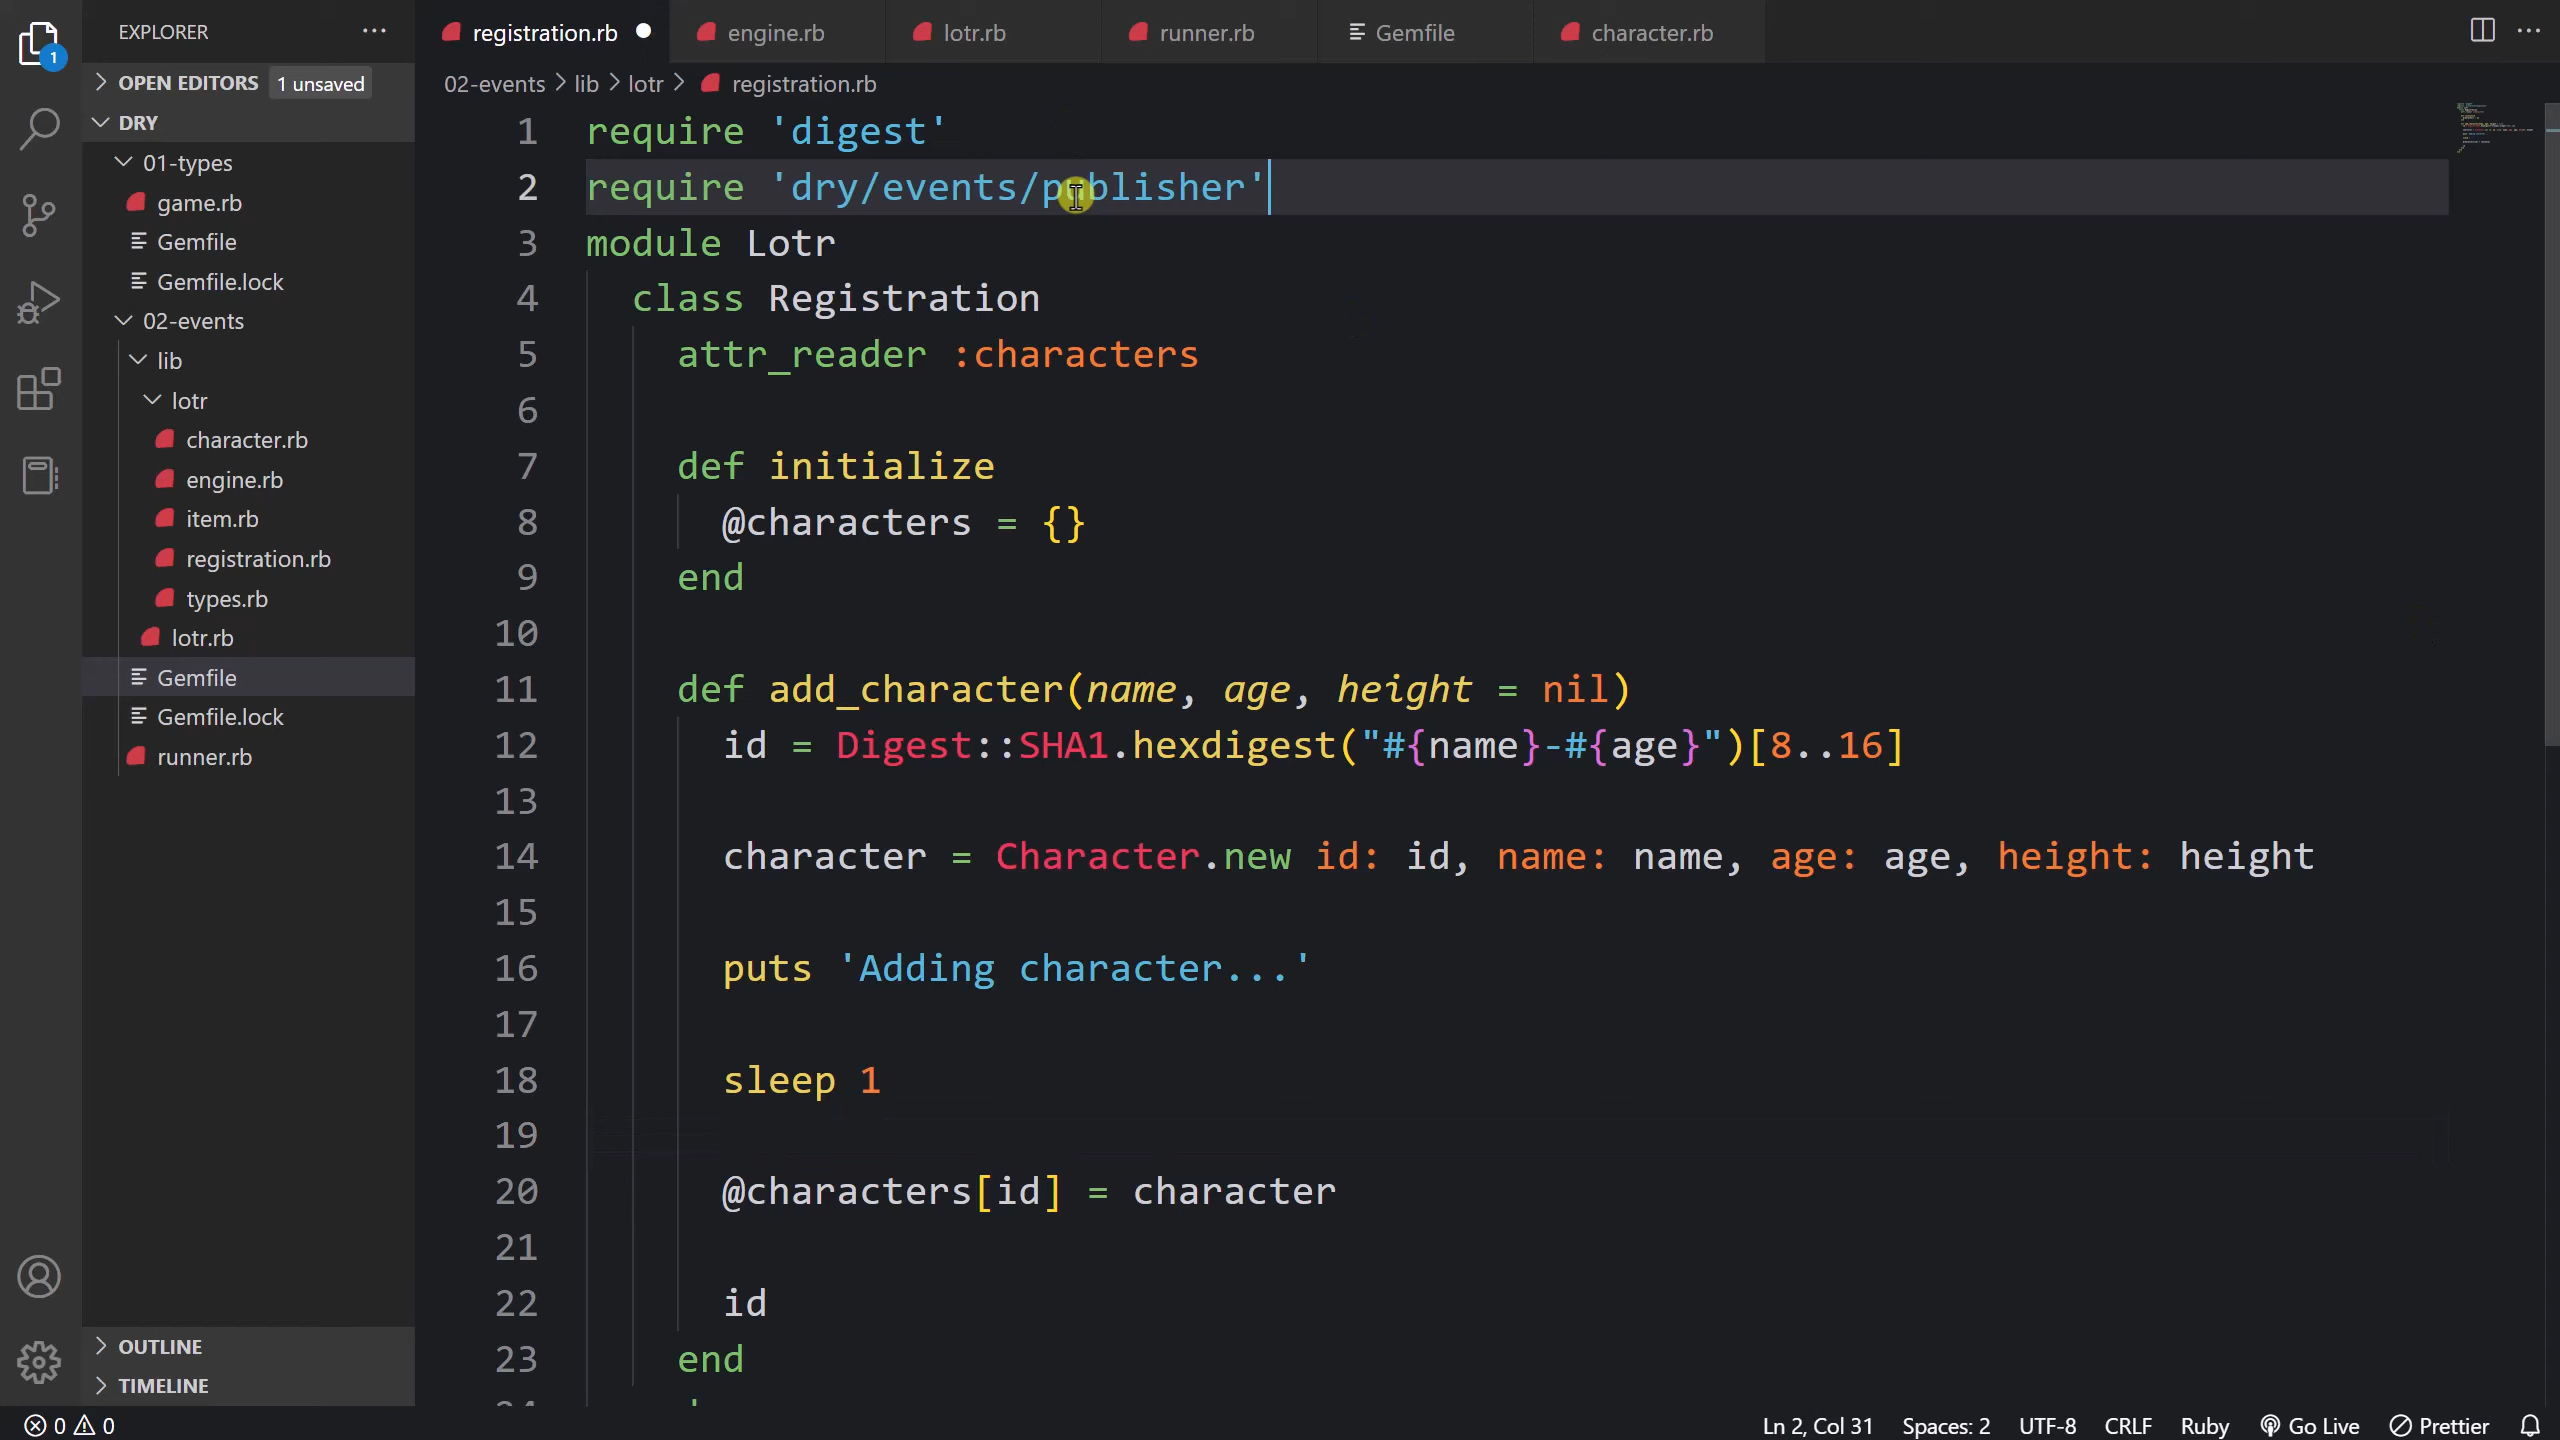 EXPLORER
registration.rb
engine.rb
lotr.rb
runner.rb
Gemfile
character.rb
1
OPEN EDITORS 1 unsaved
02-events > lib > lotr > registration.rb
DRY
01-types
game.rb
Gemfile
Gemfile.lock
02-events
lib
lotr
character.rb
engine.rb
item.rb
registration.rb
types.rb
lotr.rb
Gemfile
Gemfile.lock
runner.rb
OUTLINE
TIMELINE
1 require 'digest'
2 require 'dry/events/publisher'
3 module Lotr
4 class Registration
5 attr_reader :characters
6
7 def initialize
8 @characters = {}
9 end
10
11 def add_character(name, age, height = nil)
12 id = Digest::SHA1.hexdigest("#{name}-#{age}")[8..16]
13
14 character = Character.new id: id, name: name, age: age, height: height
15
16 puts 'Adding character...'
17
18 sleep 1
19
20 @characters[id] = character
21
22 id
23 end
0 0
Ln 2, Col 31 Spaces: 2 UTF-8 CRLF Ruby Go Live Prettier